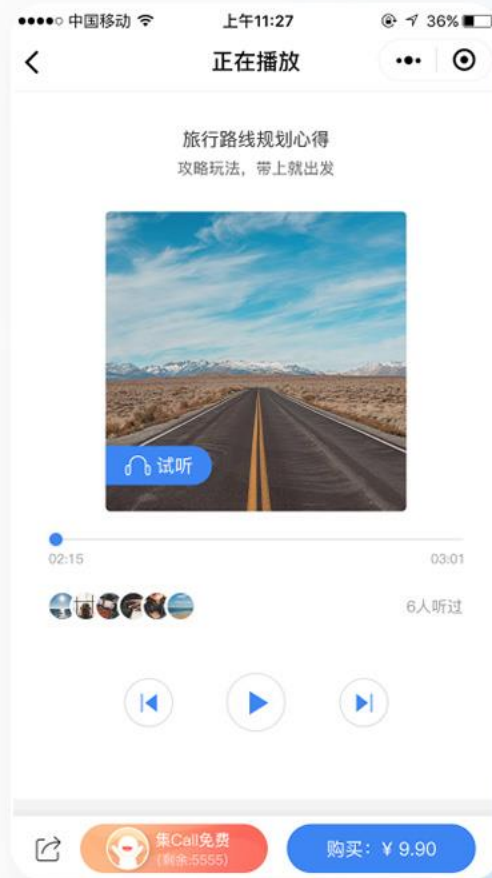 中国移动 上午11:27 36%
正在播放
旅行路线规划心得
攻略玩法，带上就出发
试听
02:15 03:01
6人听过
集Call免费 购买：¥ 9.90
(剩余:5555)